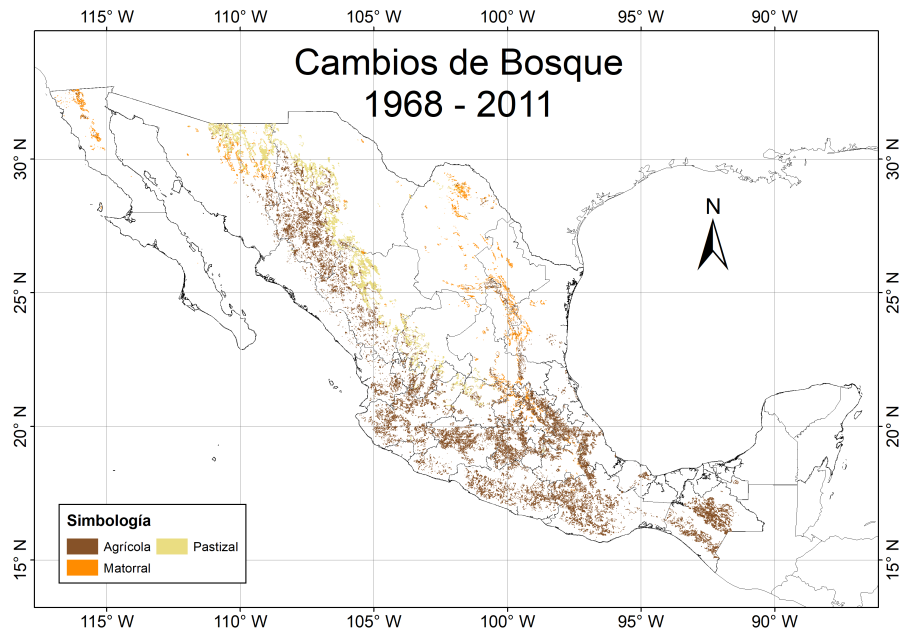 115° W 110° W 105° W 100° W 95° W 90° W
Cambios de Bosque
1968 - 2011
30° N 30° N
N
25° N 25° N
20° N 20° N
Simbología
Agrícola Pastizal
Matorral
15° N 15° N
115° W 110° W 105° W 100° W 95° W 90° W